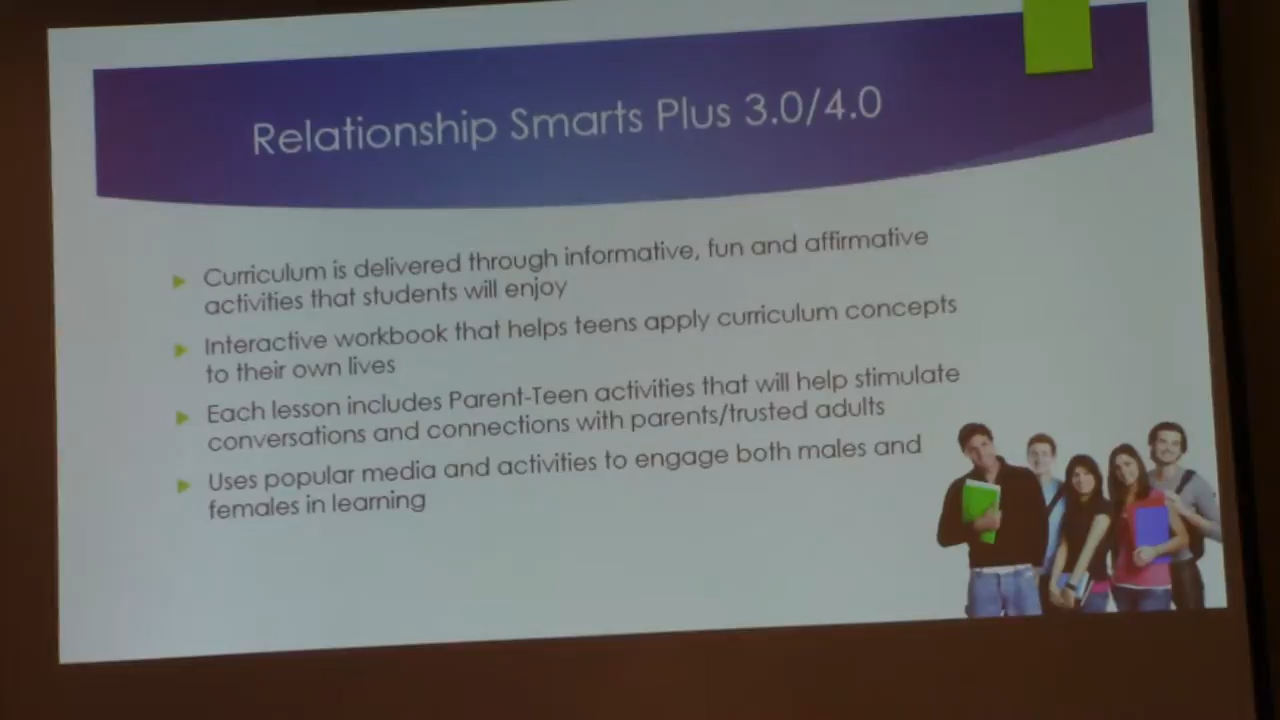 Relationship Smarts Plus 3.0/4.0
Curriculum is delivered through informative, fun and affirmative
activities that students will enjoy
Interactive workbook that helps teens apply curriculum concepts
to their own lives
Each lesson includes Parent-Teen activities that will help stimulate
conversations and connections with parents/trusted adults
Uses popular media and activities to engage both males and
females in learning